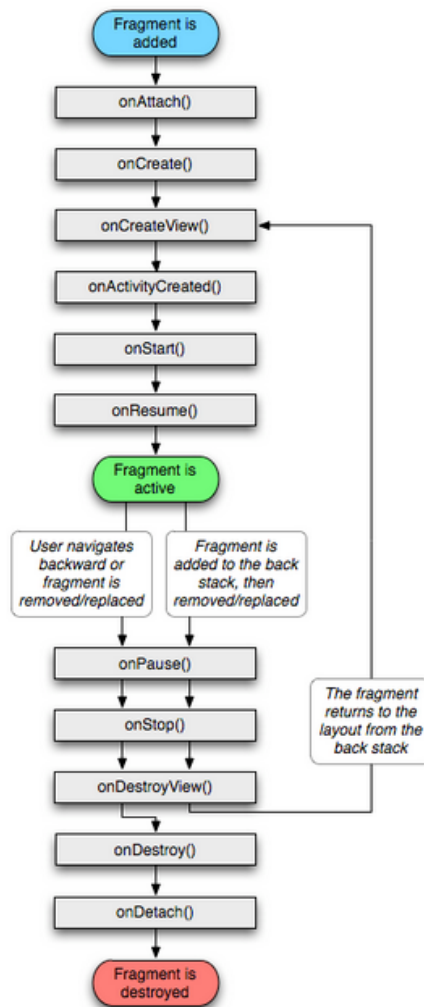 Fragment is
added
onAttach()
onCreate()
onCreateView()
onActivityCreated()
onStart()
onResume()
Fragment is
active
User navigates
backward or
fragment is
removed/replaced
Fragment is
added to the back
stack, then
removed/replaced
onPause()
onStop()
onDestroyView()
The fragment
returns to the
layout from the
back stack
onDestroy()
onDetach()
Fragment is
destroyed